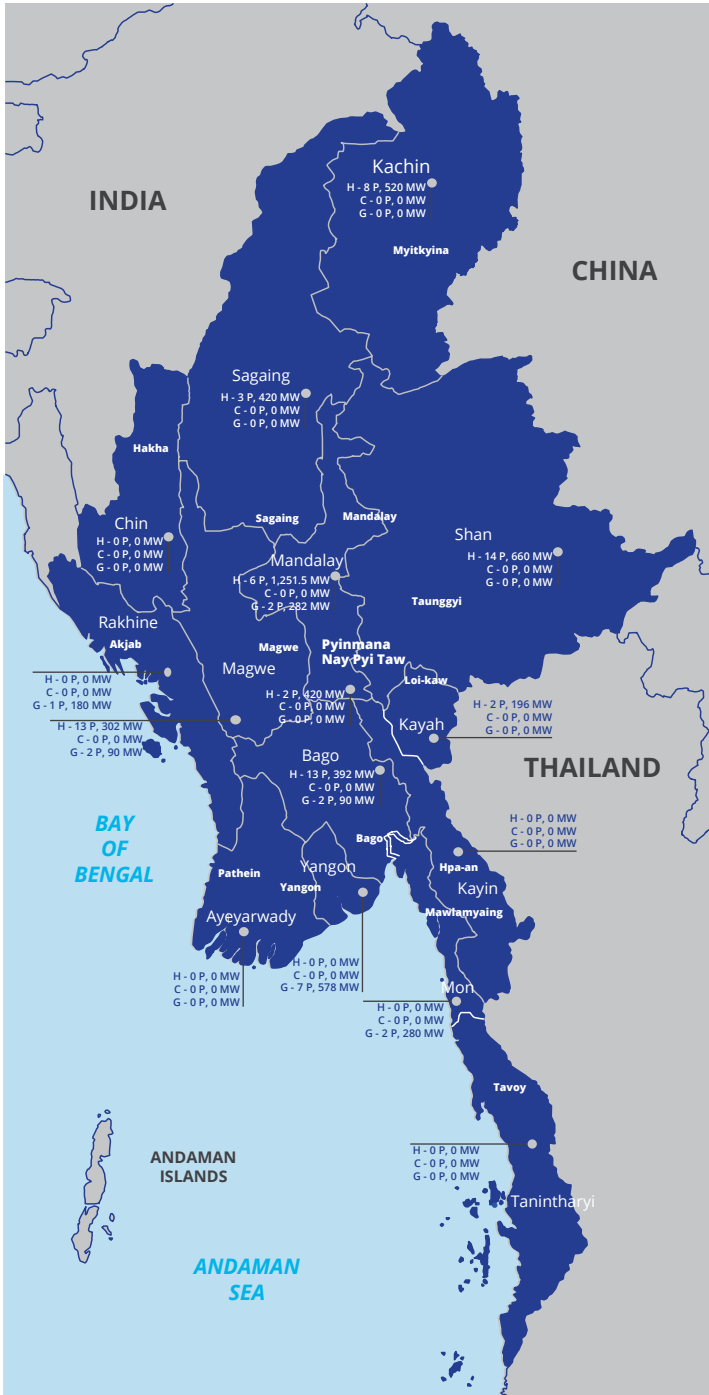 Kachin
H - 8 P, 520 MW
C - 0 P, 0 MW
G - 0 P, 0 MW
INDIA
Myitkyina
CHINA
Sagaing
H - 3 P, 420 MW
C - 0 P, 0 MW
G - 0 P, 0 MW
Hakha
Sagaing
Mandalay
Chin
H - 0 P, 0 MW
C - 0 P, 0 MW
G - 0 P, 0 MW
Shan
H - 14 P, 660 MW
C - 0 P, 0 MW
G - 0 P, 0 MW
Mandalay
H - 6 P, 1,251.5 MW
C - 0 P, 0 MW
G - 2 P, 282 MW
Taunggyi
Rakhine
Akjab
Magwe
Pyinmana
Nay Pyi Taw
Magwe
Loi-kaw
H - 0 P, 0 MW
C - 0 P, 0 MW
G - 1 P, 180 MW
H - 2 P, 420 MW
C - 0 P, 0 MW
G - 0 P, 0 MW
H - 2 P, 196 MW
C - 0 P, 0 MW
G - 0 P, 0 MW
H - 13 P, 302 MW
C - 0 P, 0 MW
G - 2 P, 90 MW
Kayah
Bago
H - 13 P, 392 MW
C - 0 P, 0 MW
G - 2 P, 90 MW
THAILAND
BAY
OF
BENGAL
H - 0 P, 0 MW
C - 0 P, 0 MW
G - 0 P, 0 MW
Bago
Pathein
Yangon
Yangon
Hpa-an
Kayin
Ayeyarwady
Mawlamyaing
H - 0 P, 0 MW
C - 0 P, 0 MW
G - 0 P, 0 MW
H - 0 P, 0 MW
C - 0 P, 0 MW
G - 7 P, 578 MW
Mon
H - 0 P, 0 MW
C - 0 P, 0 MW
G - 2 P, 280 MW
Tavoy
ANDAMAN
ISLANDS
H - 0 P, 0 MW
C - 0 P, 0 MW
G - 0 P, 0 MW
Tanintharyi
ANDAMAN
SEA